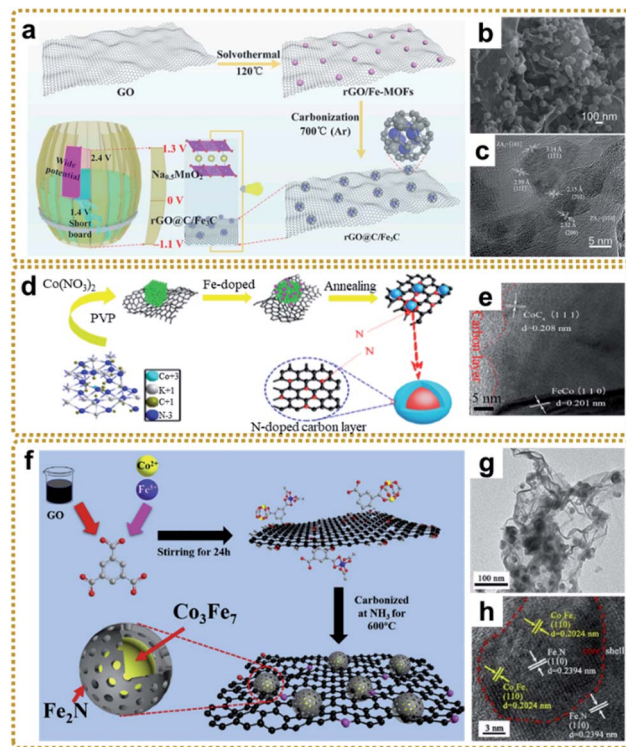 a
Solvothermal
120℃
GO
rGO/Fe-MOFs
Carbonization
700℃ (Ar)
Wide potential
2.4 V
1.3 V
Na0.5MnO2
0 V
1.4 V
Short
board
rGO@C/Fe3C
1.1 V
rGO@C/Fe3C
b
100 nm
c
5 nm
d
Co(NO3)2
PVP
Fe-doped
Annealing
N
N
Co+3
K+1
C+1
N-3
N-doped carbon layer
e
Carbon layer
CoCx (1 1 1)
d=0.208 nm
5 nm
FeCo (1 1 0)
d=0.201 nm
f
Co2+
Fe3+
GO
Stirring for 24h
Carbonized
at NH3 for
600°C
Co3Fe7
Fe2N
g
100 nm
h
(110)
d=0.2024 nm
Fe2N
(110)
d=0.2394 nm
shell
(110)
d=0.2024 nm
Fe2N
(110)
d=0.2394 nm
3 nm